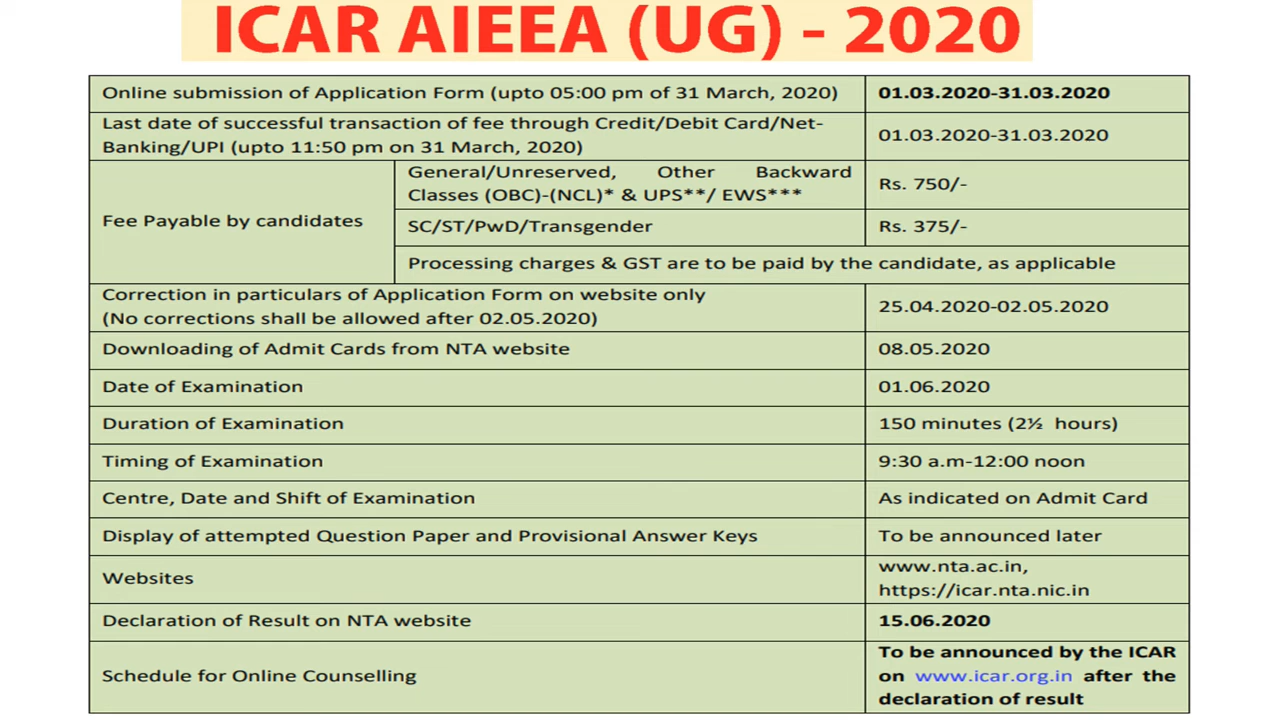 ICAR AIEEA (UG) - 2020
Online submission of Application Form (upto 05:00 pm of 31 March, 2020)
01.03.2020-31.03.2020
Last date of successful transaction of fee through Credit/Debit Card/Net-
Banking/UPI (upto 11:50 pm on 31 March, 2020)
01.03.2020-31.03.2020
Fee Payable by candidates
General/Unreserved, Other Backward
Classes (OBC)-(NCL)* & UPS**/ EWS***
Rs. 750/-
SC/ST/PwD/Transgender
Rs. 375/-
Processing charges & GST are to be paid by the candidate, as applicable
Correction in particulars of Application Form on website only
(No corrections shall be allowed after 02.05.2020)
25.04.2020-02.05.2020
Downloading of Admit Cards from NTA website
08.05.2020
Date of Examination
01.06.2020
Duration of Examination
150 minutes (2½ hours)
Timing of Examination
9:30 a.m-12:00 noon
Centre, Date and Shift of Examination
As indicated on Admit Card
Display of attempted Question Paper and Provisional Answer Keys
To be announced later
Websites
www.nta.ac.in,
https://icar.nta.nic.in
Declaration of Result on NTA website
15.06.2020
Schedule for Online Counselling
To be announced by the ICAR
on www.icar.org.in after the
declaration of result